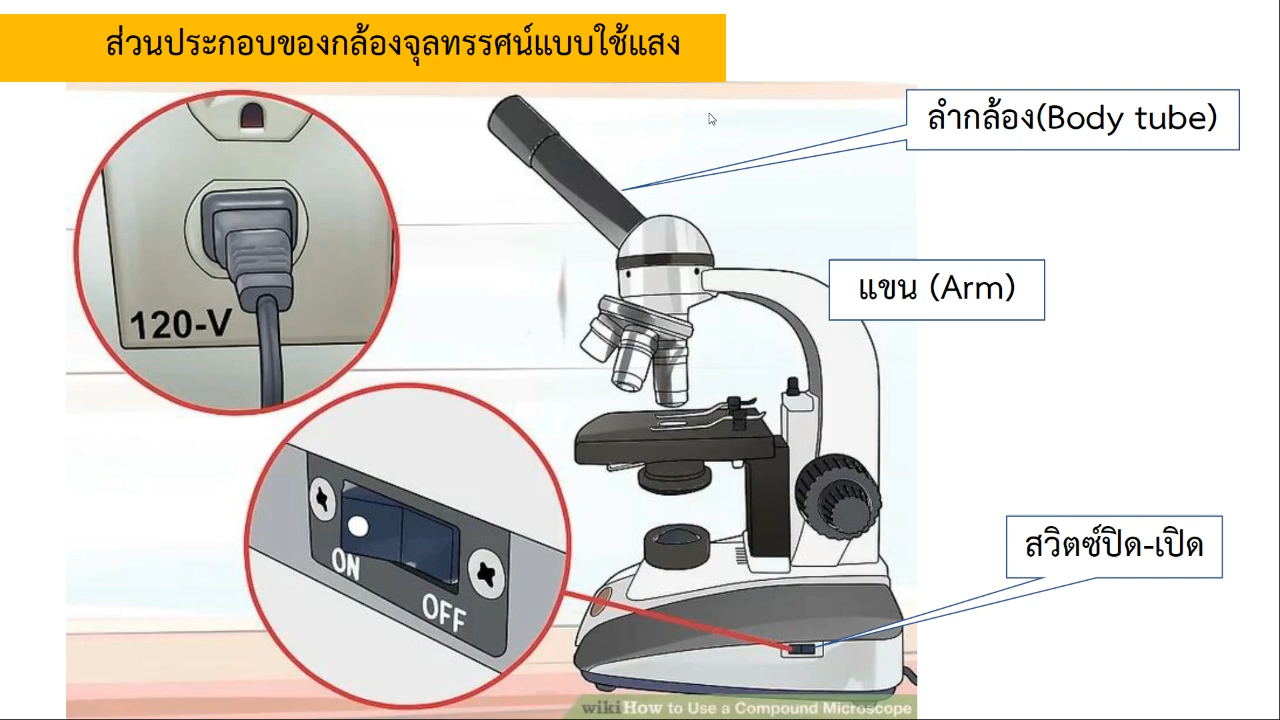 ส่วนประกอบของกล้องจุลทรรศน์แบบใช้แสง
ลำกล้อง(Body tube)
แขน (Arm)
120-V
สวิตซ์ปิด-เปิด
ON
OFF
wikiHow to Use a Compound Microscope